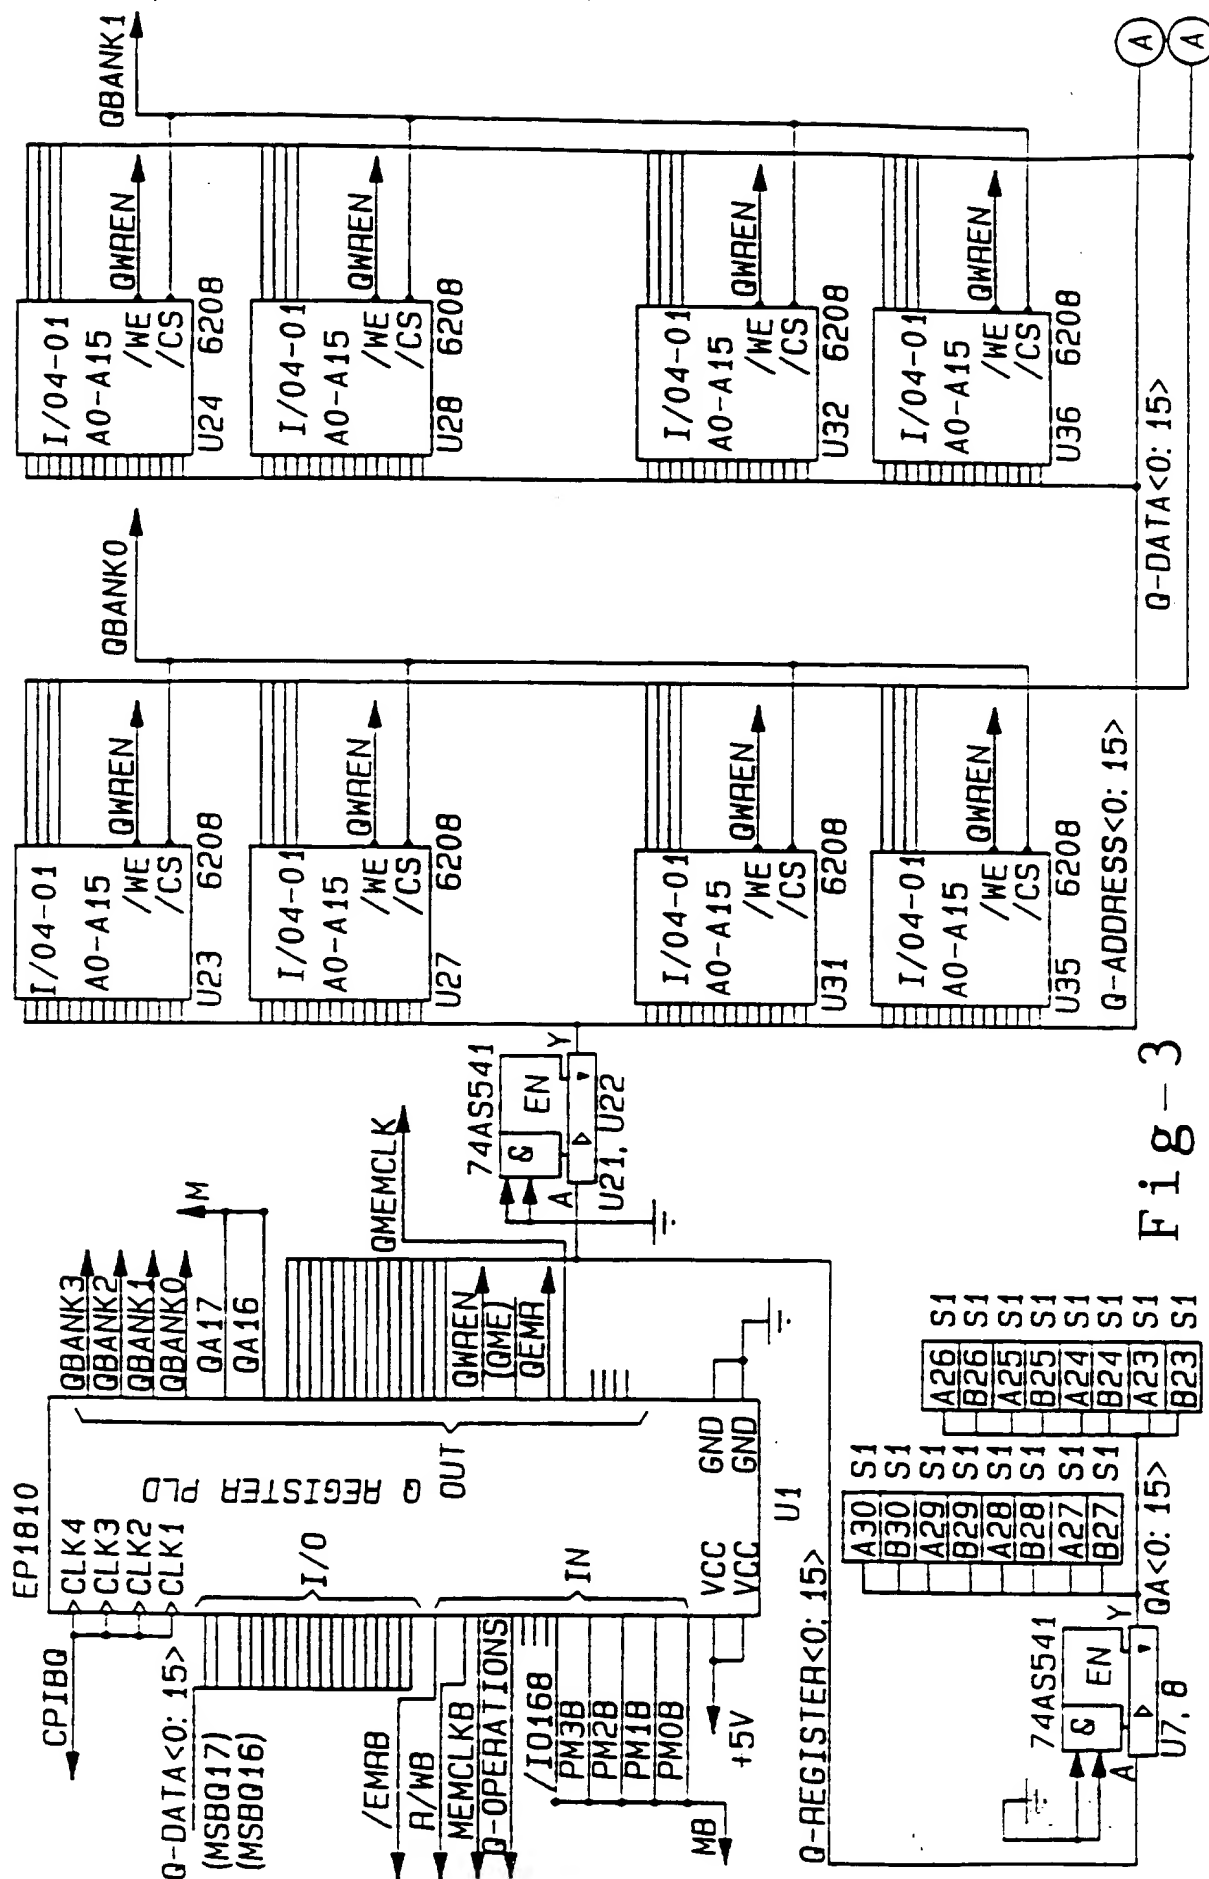 EP1810
CPIBQ
CLK4
CLK3
CLK2
CLK1
Q REGISTER PLD
I/O
OUT
IN
Q-DATA<0: 15>
(MSBQ17)
(MSBQ16)
/EMRB
R/WB
MEMCLKB
Q-OPERATIONS
/IO168
PM3B
PM2B
PM1B
PM0B
MB
VCC
VCC
+5V
GND
GND
U1
QBANK3
QBANK2
QBANK1
QBANK0
QA17
QA16
M
QWREN
(QME)
QEMR
QMEMCLK
74AS541
&
EN
A
Y
U21, U22
Q-REGISTER<0: 15>
74AS541
&
EN
A
Y
U7, 8
QA<0: 15>
A30 S1
B30 S1
A29 S1
B29 S1
A28 S1
B28 S1
A27 S1
B27 S1
A26 S1
B26 S1
A25 S1
B25 S1
A24 S1
B24 S1
A23 S1
B23 S1
QBANK0
I/04-01
A0-A15
/WE
/CS
U23 6208
QWREN
I/04-01
A0-A15
/WE
/CS
U27 6208
QWREN
I/04-01
A0-A15
/WE
/CS
U31 6208
QWREN
I/04-01
A0-A15
/WE
/CS
U35 6208
QWREN
Q-ADDRESS<0: 15>
QBANK1
I/04-01
A0-A15
/WE
/CS
U24 6208
QWREN
I/04-01
A0-A15
/WE
/CS
U28 6208
QWREN
I/04-01
A0-A15
/WE
/CS
U32 6208
QWREN
I/04-01
A0-A15
/WE
/CS
U36 6208
QWREN
Q-DATA<0: 15>
A
A
Fig-3